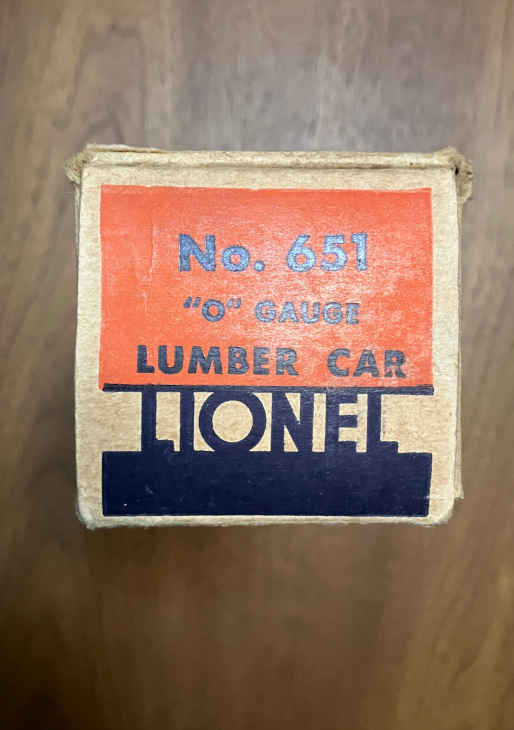 No. 651
"O" GAUGE
LUMBER CAR
LIONEL